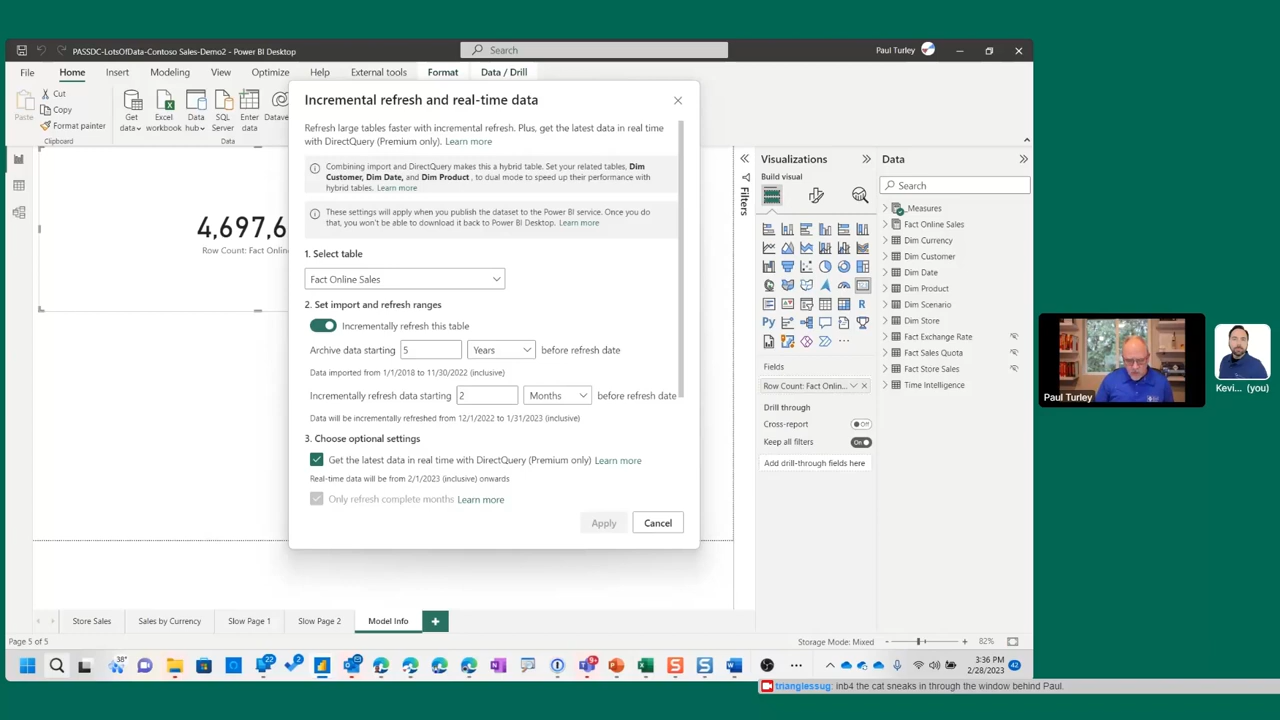 PASSDC-LotsOfData-Contoso Sales-Demo2 - Power BI Desktop
Search
Paul Turley
File
Home
Insert
Modeling
View
Optimize
Help
External tools
Format
Data / Drill
Paste
Cut
Copy
Format painter
Clipboard
Get data
Excel workbook
Data hub
SQL Server
Enter data
Datave
Data
Incremental refresh and real-time data
Refresh large tables faster with incremental refresh. Plus, get the latest data in real time
with DirectQuery (Premium only). Learn more
Combining import and DirectQuery makes this a hybrid table. Set your related tables, Dim
Customer, Dim Date, and Dim Product , to dual mode to speed up their performance with
hybrid tables. Learn more
These settings will apply when you publish the dataset to the Power BI service. Once you do
that, you won't be able to download it back to Power BI Desktop. Learn more
1. Select table
Fact Online Sales
2. Set import and refresh ranges
Incrementally refresh this table
Archive data starting 5 Years before refresh date
Data imported from 1/1/2018 to 11/30/2022 (inclusive)
Incrementally refresh data starting 2 Months before refresh date
Data will be incrementally refreshed from 12/1/2022 to 1/31/2023 (inclusive)
3. Choose optional settings
Get the latest data in real time with DirectQuery (Premium only) Learn more
Real-time data will be from 2/1/2023 (inclusive) onwards
Only refresh complete months Learn more
Apply
Cancel
4,697,6
Row Count: Fact Onlin
Filters
Visualizations
Build visual
R
Py
Fields
Row Count: Fact Onlin...
Drill through
Cross-report
Off
Keep all filters
On
Add drill-through fields here
Data
Search
_Measures
Fact Online Sales
Dim Currency
Dim Customer
Dim Date
Dim Product
Dim Scenario
Dim Store
Fact Exchange Rate
Fact Sales Quota
Fact Store Sales
Time Intelligence
Paul Turley
Kevi... (you)
Store Sales
Sales by Currency
Slow Page 1
Slow Page 2
Model Info
Page 5 of 5
Storage Mode: Mixed
82%
38°
22
2
9+
3:36 PM
2/28/2023
42
trianglessug: inb4 the cat sneaks in through the window behind Paul.